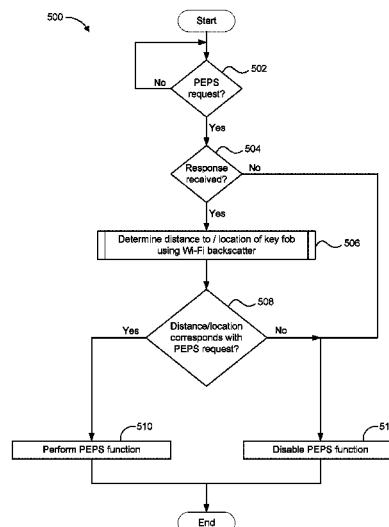 500
Start
502
PEPS
request?
No
Yes
504
Response
received?
No
Yes
Determine distance to / location of key fob
using Wi-Fi backscatter
506
508
Distance/location
corresponds with
PEPS request?
Yes
No
510
Perform PEPS function
51
Disable PEPS function
End